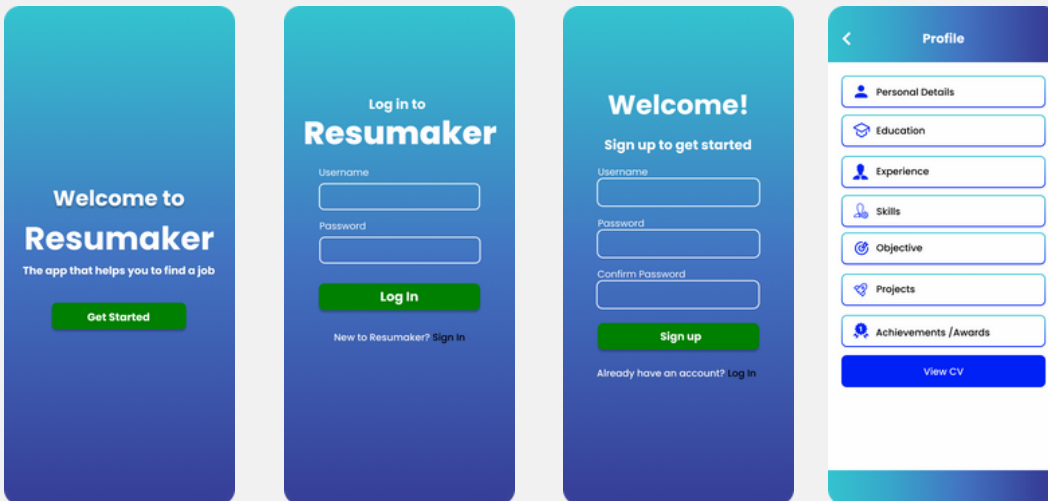 Welcome to
Resumaker
The app that helps you to find a job
Get Started
Log in to
Resumaker
Username
Password
Log In
New to Resumaker? Sign In
Welcome!
Sign up to get started
Username
Password
Confirm Password
Sign up
Already have an account? Log In
Profile
Personal Details
Education
Experience
Skills
Objective
Projects
Achievements /Awards
View CV